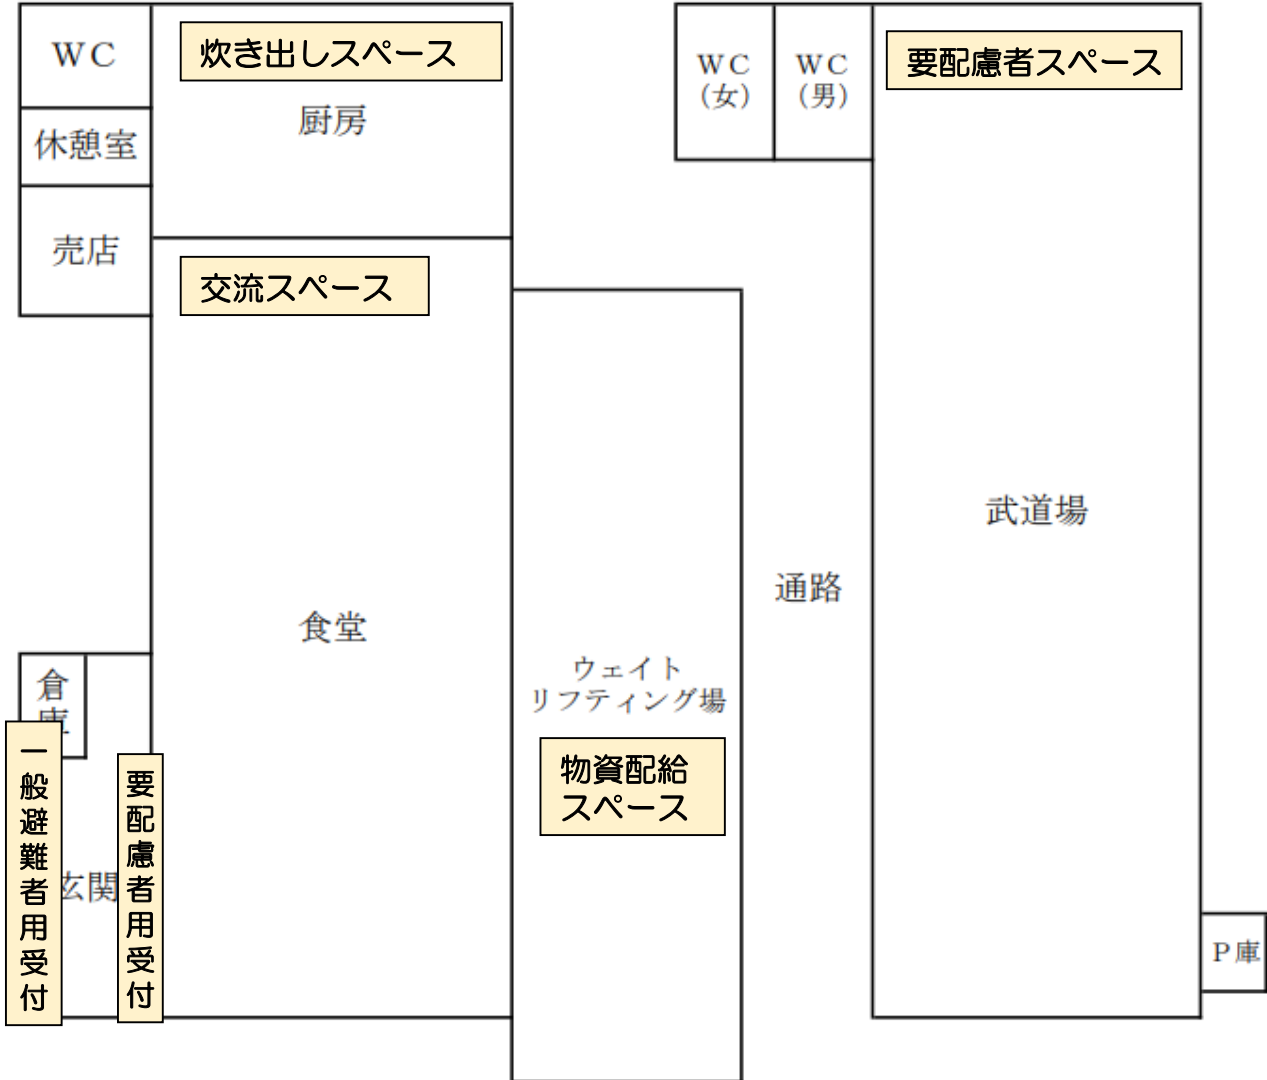 ＷＣ
炊き出しスペース
厨房
休憩室
売店
交流スペース
食堂
倉
庫
一般避難者用受付
玄関
要配慮者用受付
ウェイト
リフティング場
物資配給
スペース
通路
ＷＣ
（女）
ＷＣ
（男）
要配慮者スペース
武道場
Ｐ庫